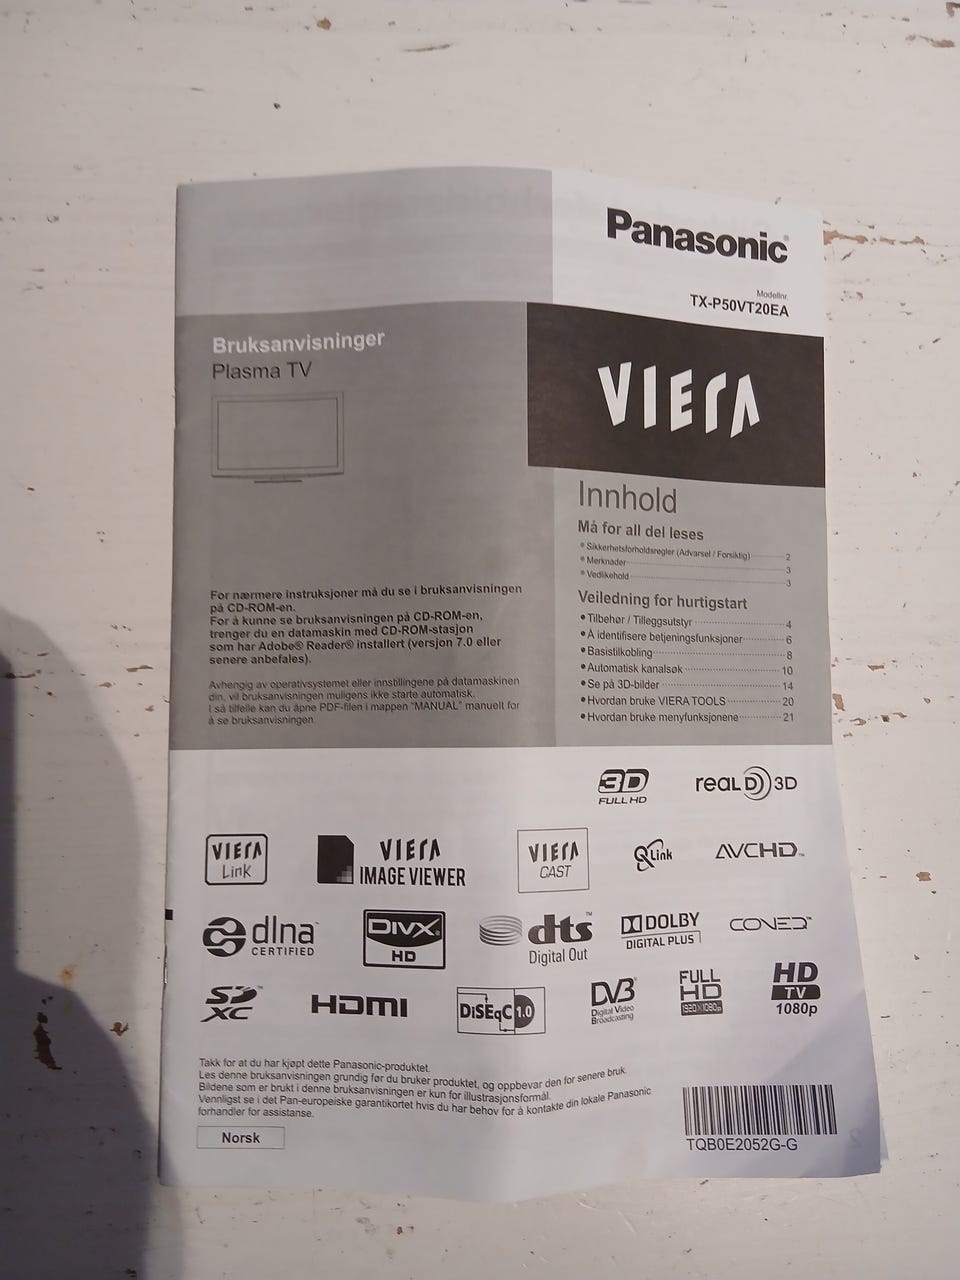 Panasonic
Modellnr
TX-P50VT20EA
Bruksanvisninger
Plasma TV
VIERA
For nærmere instruksjoner må du se i bruksanvisningen
på CD-ROM-en.
For å kunne se bruksanvisningen på CD-ROM-en,
trenger du en datamaskin med CD-ROM-stasjon
som har Adobe® Reader® installert (versjon 7.0 eller
senere anbefales).
Avhengig av operativsystemet eller innstillingene på datamaskinen
din, vil bruksanvisningen muligens ikke starte automatisk.
I så tilfelle kan du åpne PDF-filen i mappen "MANUAL" manuelt for
å se bruksanvisningen.
Innhold
Må for all del leses
• Sikkerhetsforholdsregler (Advarsel / Forsiktig) 2
• Merknader 3
• Vedlikehold 3
Veiledning for hurtigstart
• Tilbehør / Tilleggsutstyr 4
• Å identifisere betjeningsfunksjoner 6
• Basistilkobling 8
• Automatisk kanalsøk 10
• Se på 3D-bilder 14
• Hvordan bruke VIERA TOOLS 20
• Hvordan bruke menyfunksjonene 21
3D
FULL HD
REAL D 3D
VIERA
Link
VIERA
IMAGE VIEWER
VIERA
CAST
Q Link
AVCHD™
dlna™
CERTIFIED
DIVX®
HD
dts™
Digital Out
DOLBY
DIGITAL PLUS
CONEQ™
SD™
XC
HDMI
DiSEqC 1.0
DVB
Digital Video
Broadcasting
FULL
HD
1920×1080p
HD
TV
1080p
Takk for at du har kjøpt dette Panasonic-produktet.
Les denne bruksanvisningen grundig før du bruker produktet, og oppbevar den for senere bruk.
Bildene som er brukt i denne bruksanvisningen er kun for illustrasjonsformål.
Vennligst se i det Pan-europeiske garantikortet hvis du har behov for å kontakte din lokale Panasonic
forhandler for assistanse.
Norsk
TQB0E2052G-G